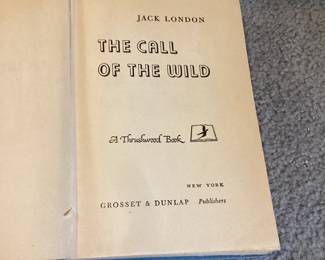 JACK LONDON
THE CALL
OF THE WILD
A Thrushwood Book
NEW YORK
GROSSET & DUNLAP Publishers